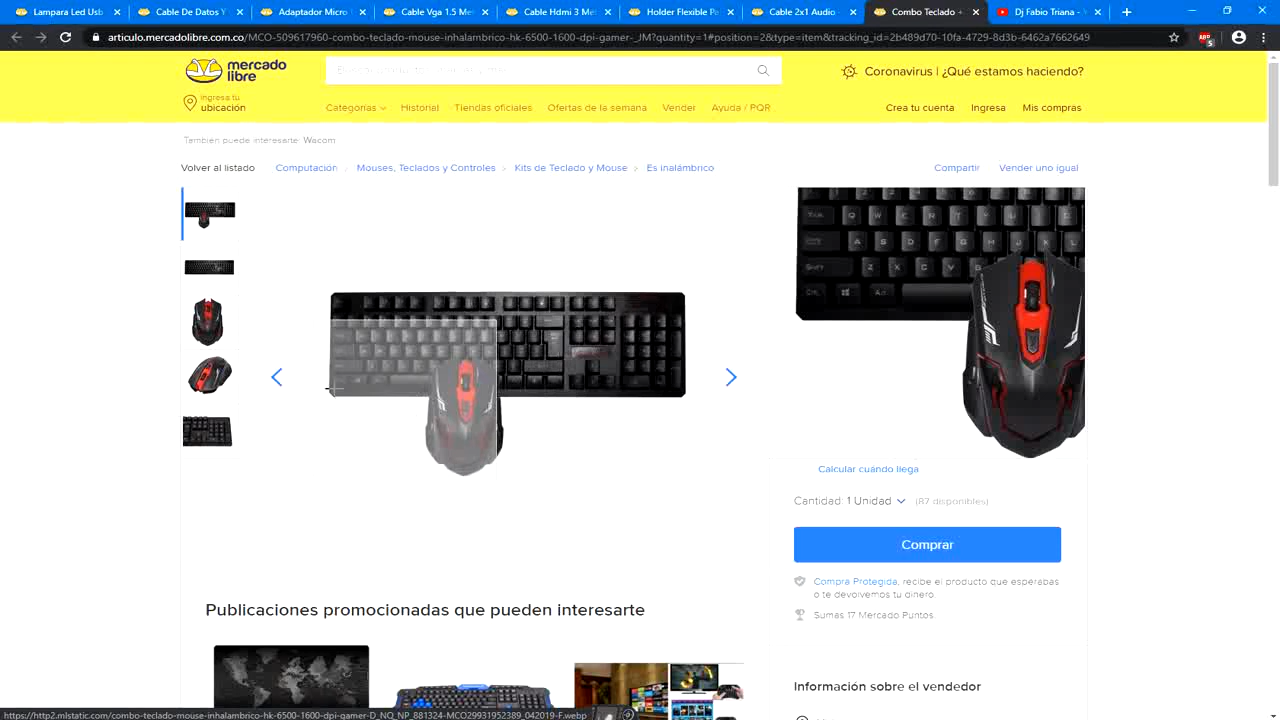 Lampara Led Usb
Cable De Datos Y
Adaptador Micro
Cable Vga 1.5 Me
Cable Hdmi 3 Me
Holder Flexible Pa
Cable 2x1 Audio
Combo Teclado +
Dj Fabio Triana -
articulo.mercadolibre.com.co/MCO-509617960-combo-teclado-mouse-inhalambrico-hk-6500-1600-dpi-gamer-_JM?quantity=1#position=2&type=item&tracking_id=2b489d70-10fa-4729-8d3b-6462a7662649
mercado
libre
Coronavirus | ¿Qué estamos haciendo?
Ingresa tu
ubicación
Categorías
Historial
Tiendas oficiales
Ofertas de la semana
Vender
Ayuda / PQR
Crea tu cuenta
Ingresa
Mis compras
También puede interesarte: Wacom
Volver al listado
Computación
Mouses, Teclados y Controles
Kits de Teclado y Mouse
Es inalámbrico
Compartir
Vender uno igual
Q W E R T Y
A S D F G H J K L
Shift Z X C V B N
Ctrl
Calcular cuándo llega
Cantidad: 1 Unidad (87 disponibles)
Comprar
Compra Protegida, recibe el producto que esperabas
o te devolvemos tu dinero.
Sumas 17 Mercado Puntos.
Publicaciones promocionadas que pueden interesarte
Información sobre el vendedor
https://http2.mlstatic.com/combo-teclado-mouse-inhalambrico-hk-6500-1600-dpi-gamer-D_NQ_NP_881324-MCO29931952389_042019-F.webp